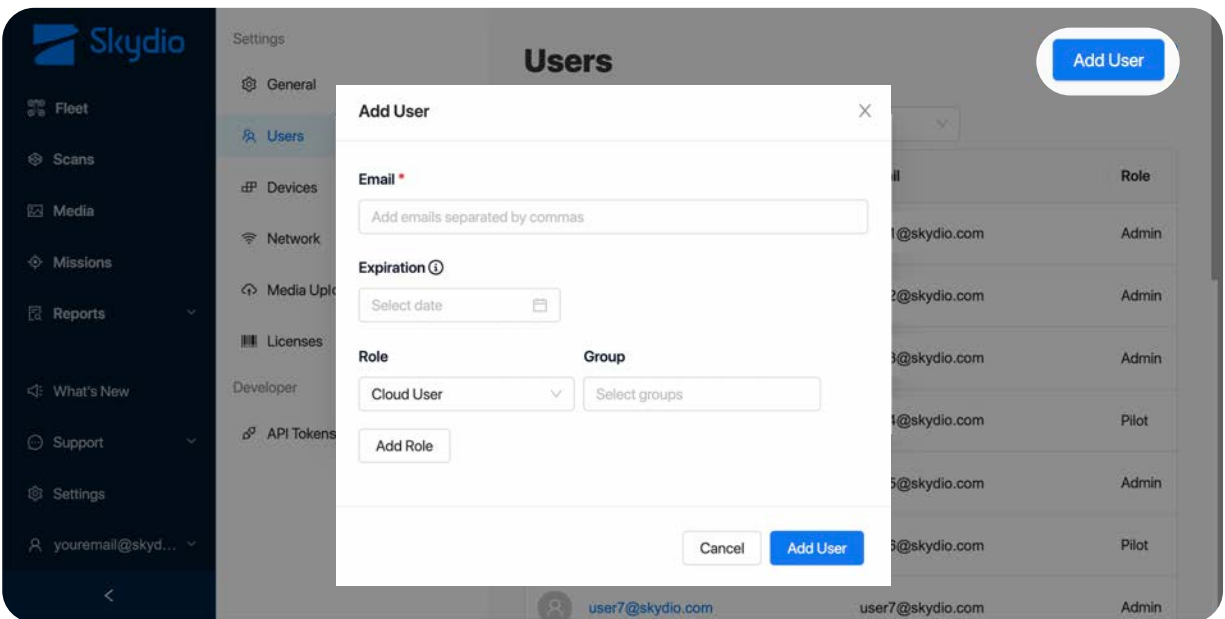 Skydio
Fleet
Scans
Media
Missions
Reports
What's New
Support
Settings
youremail@skyd...
Settings
General
Users
Devices
Network
Media Uplo
Licenses
Developer
API Tokens
Users
Add User
Add User
Email *
Add emails separated by commas
Expiration
Select date
Role Group
Cloud User Select groups
Add Role
Cancel Add User
il Role
1@skydio.com Admin
2@skydio.com Admin
3@skydio.com Admin
4@skydio.com Pilot
5@skydio.com Admin
6@skydio.com Pilot
user7@skydio.com user7@skydio.com Admin